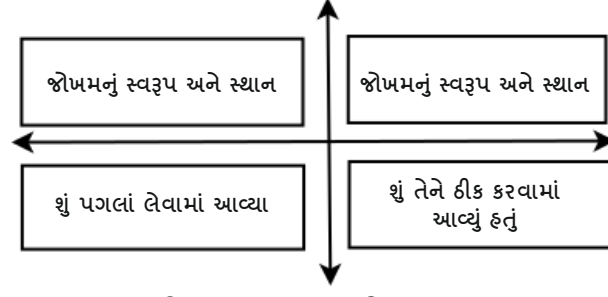 જોખમનું સ્વરૂપ અને સ્થાન
જોખમનું સ્વરૂપ અને સ્થાન
શું પગલાં લેવામાં આવ્યા
શું તેને ઠીક કરવામાં
આવ્યું હતું